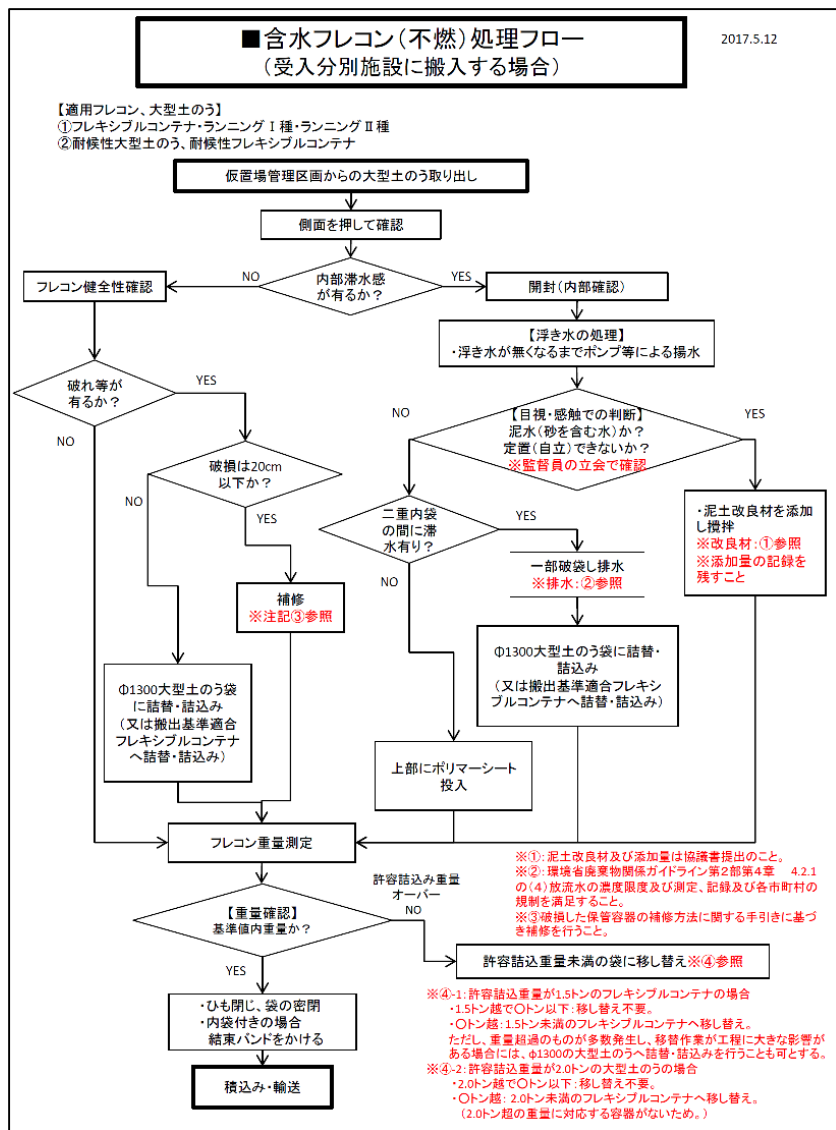 ■含水フレコン（不燃）処理フロー
（受入分別施設に搬入する場合）
2017.5.12
【適用フレコン、大型土のう】
①フレキシブルコンテナ・ランニングⅠ種・ランニングⅡ種
②耐候性大型土のう、耐候性フレキシブルコンテナ
仮置場管理区画からの大型土のう取り出し
側面を押して確認
内部滞水感
が有るか？
NO
YES
フレコン健全性確認
開封（内部確認）
【浮き水の処理】
・浮き水が無くなるまでポンプ等による揚水
破れ等が
有るか？
YES
NO
【目視・感触での判断】
泥水（砂を含む水）か？
定置（自立）できないか？
※監督員の立会で確認
NO
YES
破損は20cm
以下か？
NO
YES
二重内袋
の間に滞
水有り？
YES
NO
・泥土改良材を添加
し攪拌
※改良材：①参照
※添加量の記録を
残すこと
一部破袋し排水
※排水：②参照
補修
※注記③参照
Φ1300大型土のう袋
に詰替・詰込み
（又は搬出基準適合
フレキシブルコンテナ
へ詰替・詰込み）
Φ1300大型土のう袋に詰替・
詰込み
（又は搬出基準適合フレキシ
ブルコンテナへ詰替・詰込み）
上部にポリマーシート
投入
フレコン重量測定
※①：泥土改良材及び添加量は協議書提出のこと。
※②：環境省廃棄物関係ガイドライン第2部第4章　4.2.1
の（4）放流水の濃度限度及び測定、記録及び各市町村の
規制を満足すること。
※③破損した保管容器の補修方法に関する手引きに基づ
き補修を行うこと。
【重量確認】
基準値内重量か？
許容詰込み重量
オーバー
NO
YES
許容詰込重量未満の袋に移し替え※④参照
・ひも閉じ、袋の密閉
・内袋付きの場合
結束バンドをかける
積込み・輸送
※④-1：許容詰込重量が1.5トンのフレキシブルコンテナの場合
・1.5トン越で〇トン以下：移し替え不要。
・〇トン越：1.5トン未満のフレキシブルコンテナへ移し替え。
ただし、重量超過のものが多数発生し、移替作業が工程に大きな影響が
ある場合には、φ1300の大型土のうへ詰替・詰込みを行うことも可とする。
※④-2：許容詰込重量が2.0トンの大型土のうの場合
・2.0トン越で〇トン以下：移し替え不要。
・〇トン越：2.0トン未満のフレキシブルコンテナへ移し替え。
（2.0トン超の重量に対応する容器がないため。）